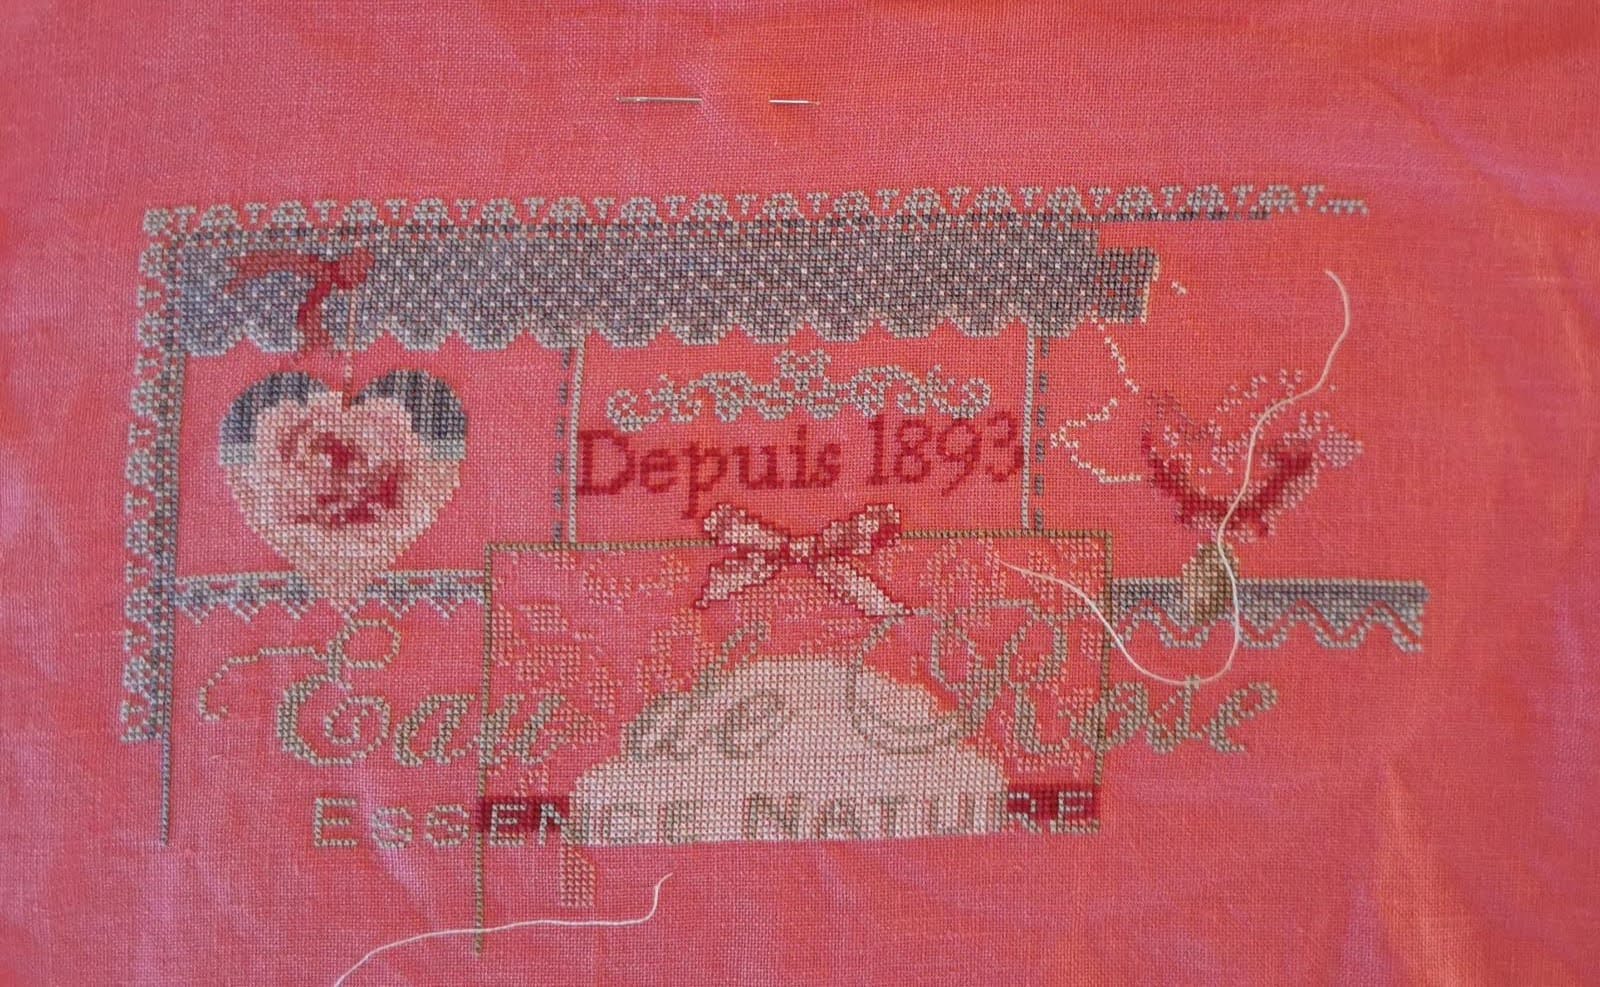 Depuis 1893
Eau de Rose
ESSENCE NATURE